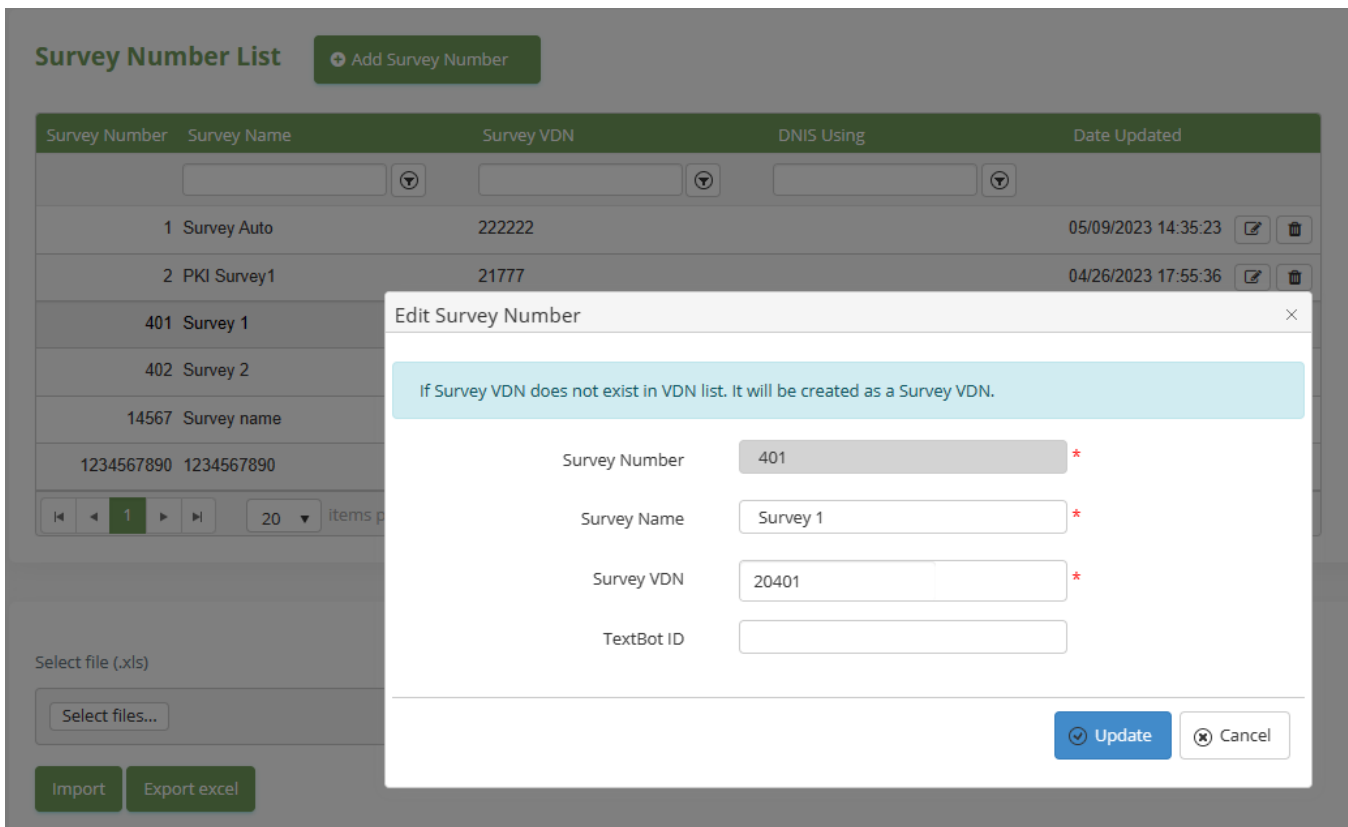 Survey Number List
Add Survey Number
Survey Number Survey Name Survey VDN DNIS Using Date Updated
1 Survey Auto 222222 05/09/2023 14:35:23
2 PKI Survey1 21777 04/26/2023 17:55:36
401 Survey 1
402 Survey 2
14567 Survey name
1234567890 1234567890
1 20 items p
Edit Survey Number
If Survey VDN does not exist in VDN list. It will be created as a Survey VDN.
Survey Number 401 *
Survey Name Survey 1 *
Survey VDN 20401 *
TextBot ID
Update Cancel
Select file (.xls)
Select files...
Import Export excel